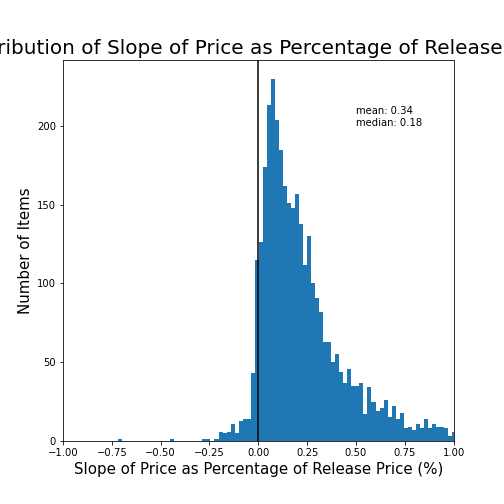 ribution of Slope of Price as Percentage of Release
mean: 0.34
median: 0.18
Number of Items
200
150
100
50
0
−1.00 −0.75 −0.50 −0.25 0.00 0.25 0.50 0.75 1.00
Slope of Price as Percentage of Release Price (%)